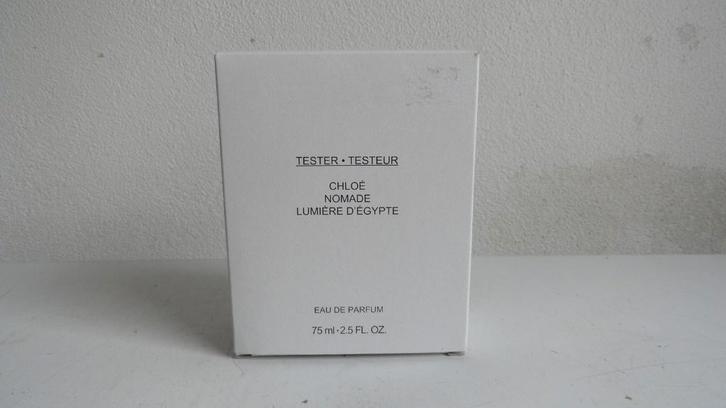 TESTER • TESTEUR
CHLOÉ
NOMADE
LUMIÈRE D'ÉGYPTE
EAU DE PARFUM
75 ml • 2.5 FL. OZ.